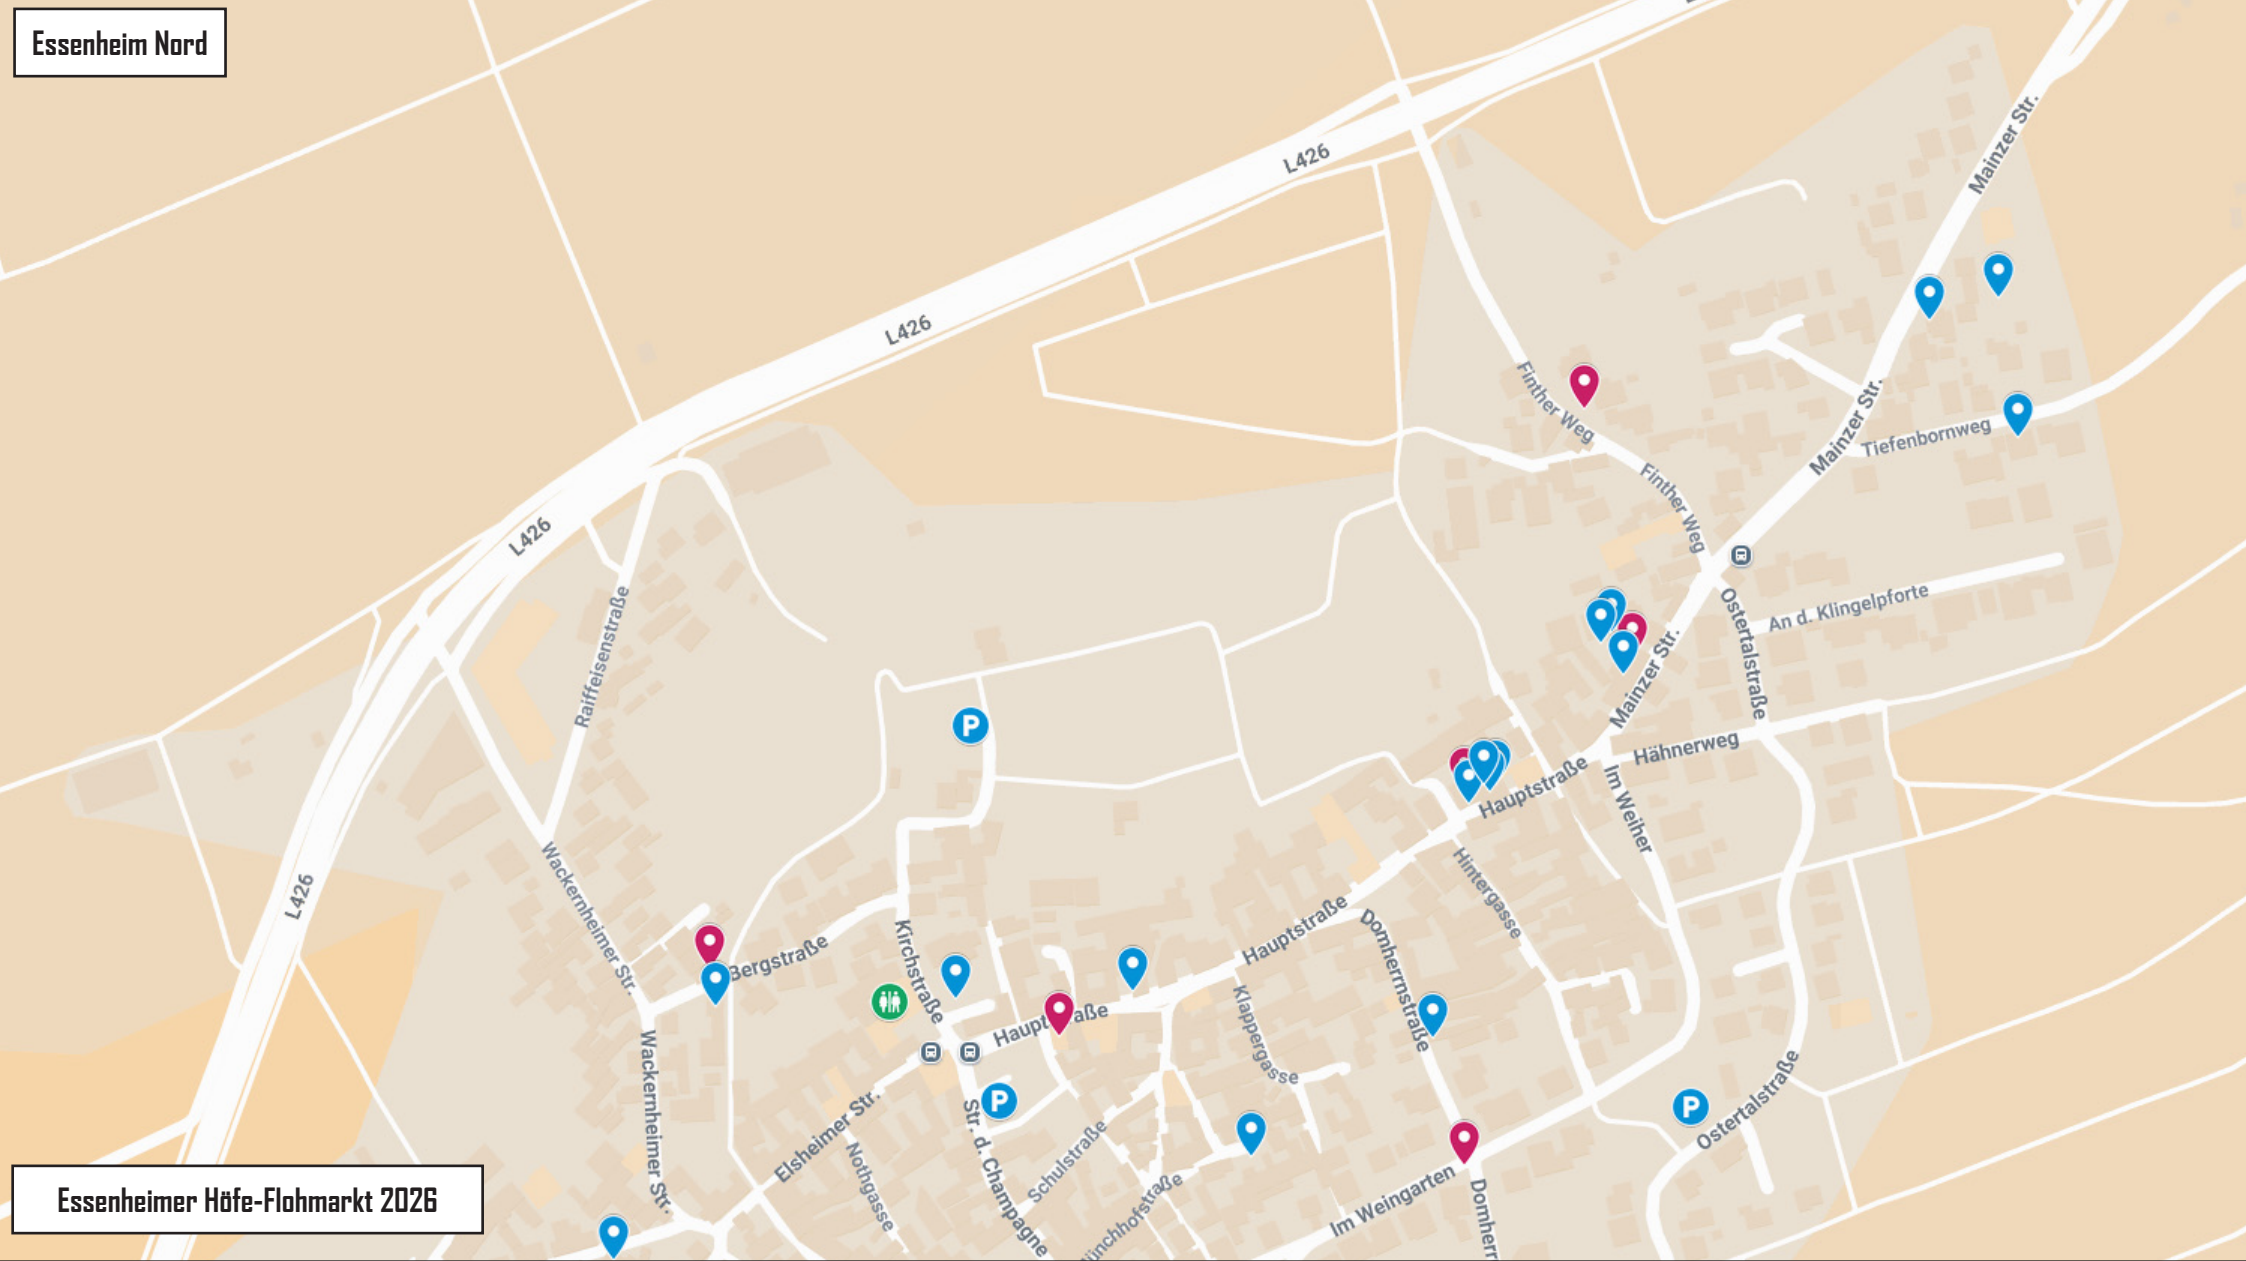 Essenheim Nord
L426
Mainzer Str.
L426
Finther Weg
Mainzer Str.
Tiefenbornweg
Finther Weg
L426
Raiffeisenstraße
Ostertalstraße
An d. Klingelpforte
Mainzer Str.
P
Hähnerweg
Hauptstraße
Im Weiher
Wackernheimer Str.
L426
Hintergasse
Hauptstraße
Domherrnstraße
Bergstraße
Kirchstraße
Klappergasse
Wackernheimer Str.
P
P
Ostertalstraße
Elsheimer Str.
Str. d. Champagne
Schulstraße
Nothgasse
Im Weingarten
Essenheimer Höfe-Flohmarkt 2026